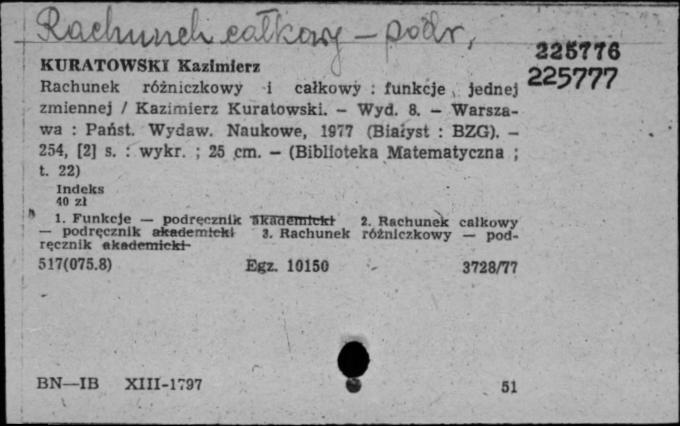 Rachunek całkowy - podr,
225776
225777
KURATOWSKI Kazimierz
Rachunek różniczkowy i całkowy : funkcje jednej
zmiennej / Kazimierz Kuratowski. — Wyd. 8. — Warsza-
wa : Państ. Wydaw. Naukowe, 1977 (Białyst : BZG). —
254, [2] s. : wykr. ; 25 cm. — (Biblioteka Matematyczna ;
t. 22)
Indeks
40 zł
1. Funkcje — podręcznik akademicki 2. Rachunek całkowy
— podręcznik akademicki 3. Rachunek różniczkowy — pod-
ręcznik akademicki
517(075.8) Egz. 10150 3728/77
BN—IB XIII-1797 51